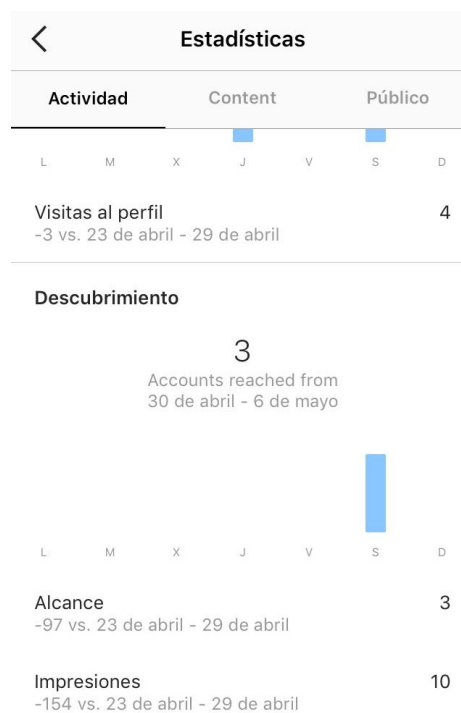 Estadísticas
Actividad Content Público
L M X J V S D
Visitas al perfil 4
-3 vs. 23 de abril - 29 de abril
Descubrimiento
3
Accounts reached from
30 de abril - 6 de mayo
L M X J V S D
Alcance 3
-97 vs. 23 de abril - 29 de abril
Impresiones 10
-154 vs. 23 de abril - 29 de abril